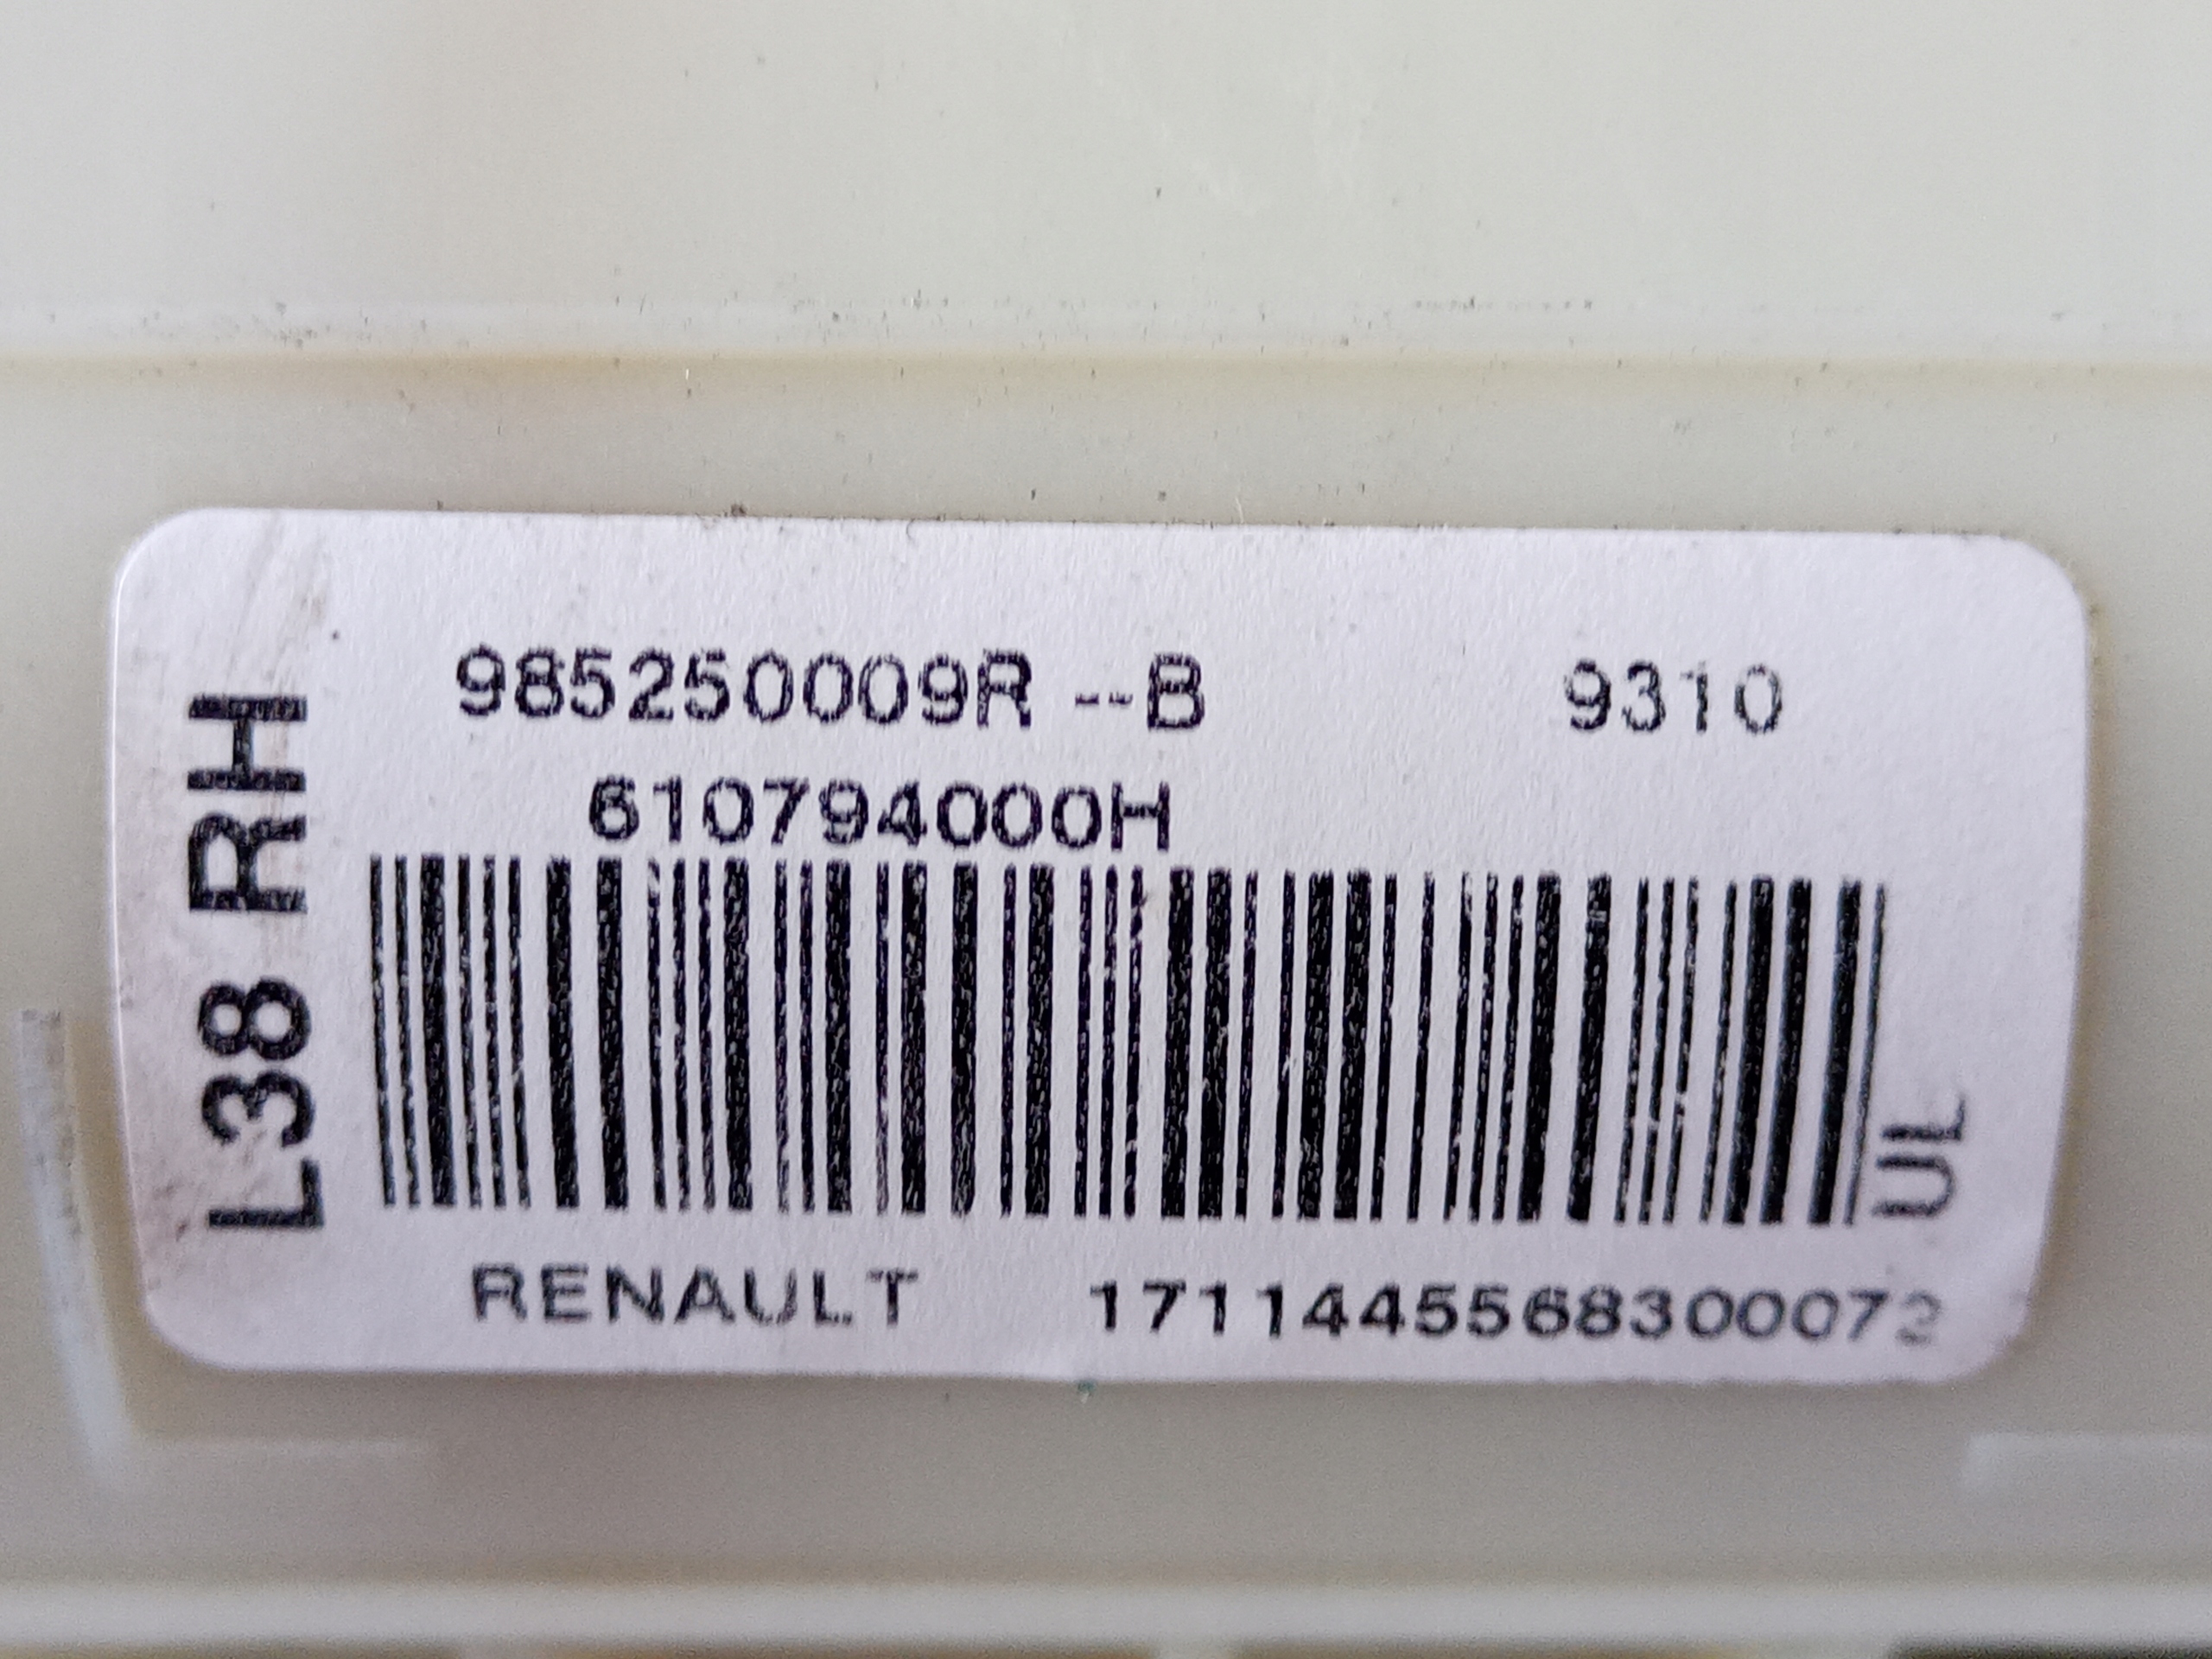 L38 RH
985250009R --B 9310
610794000H
UL
RENAULT 1711445568300072